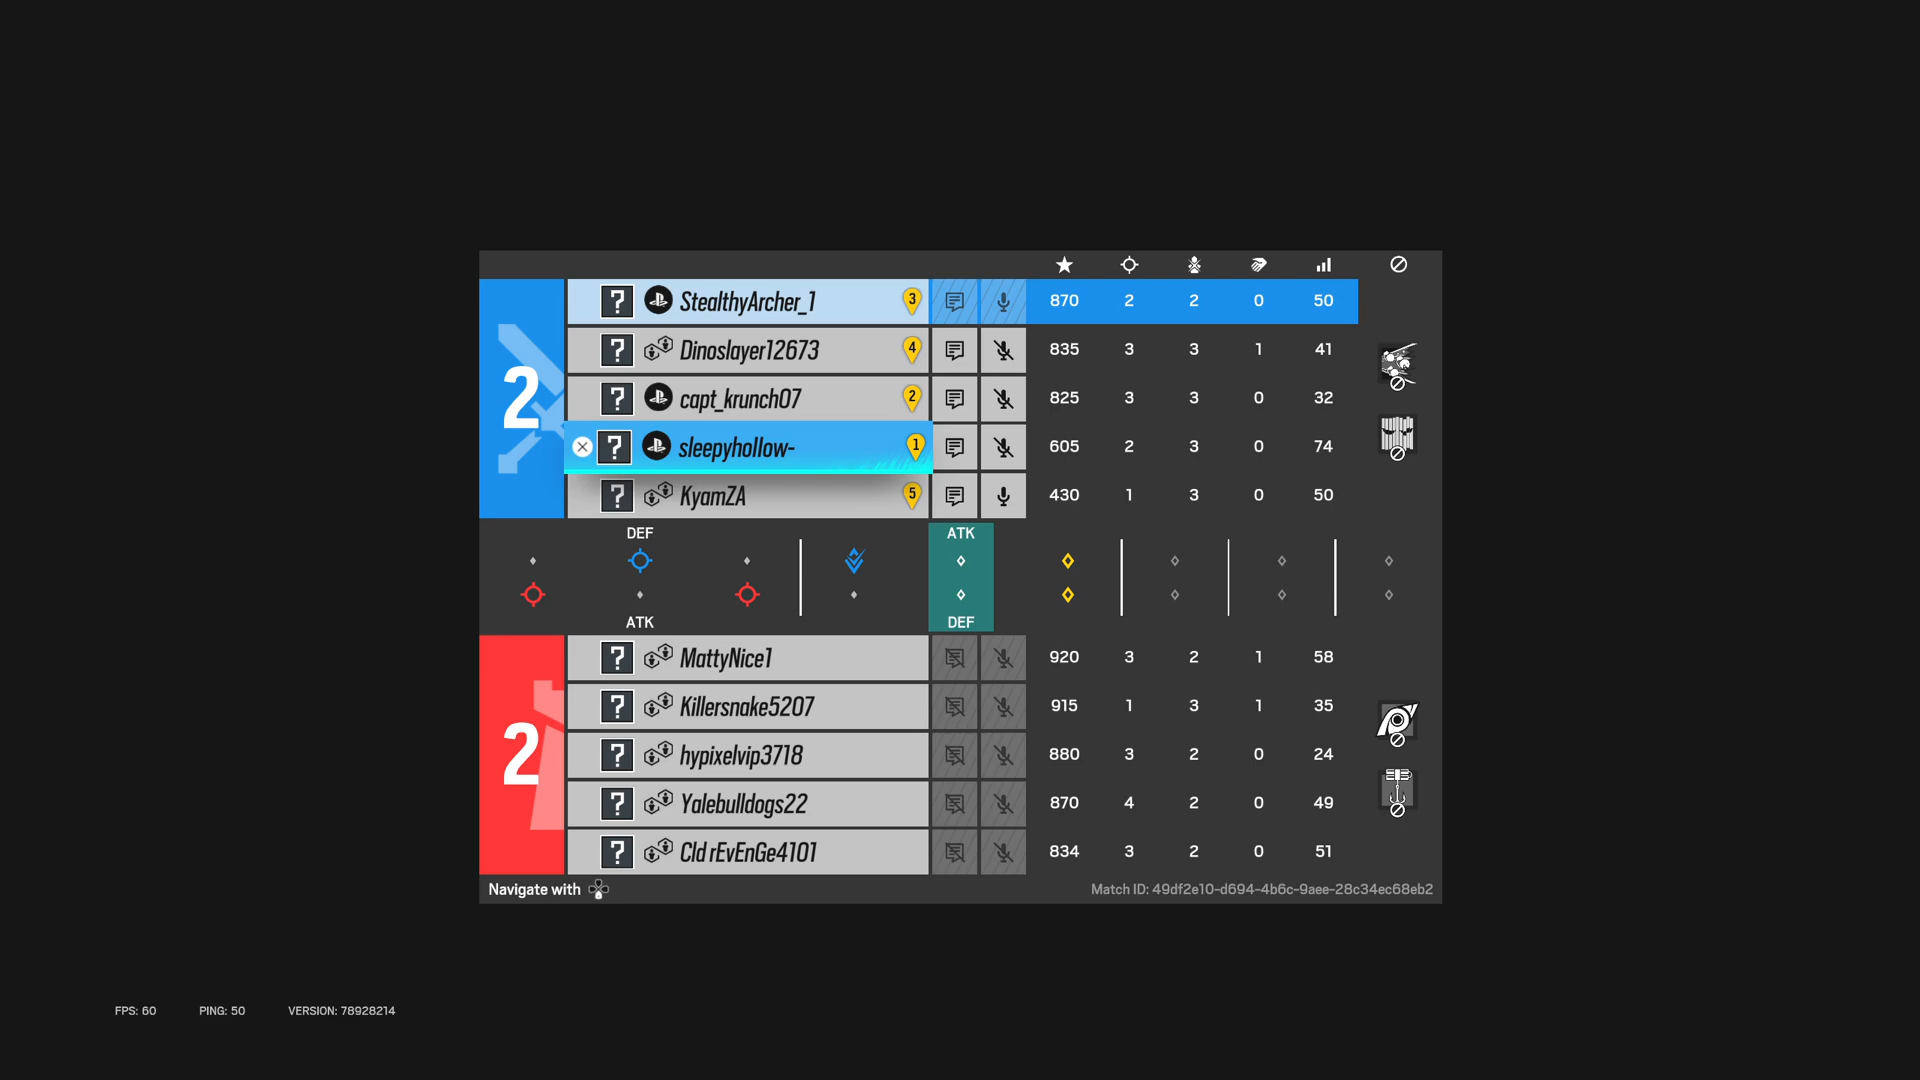 2
? StealthyArcher_1 3 870 2 2 0 50
? Dinoslayer12673 4 835 3 3 1 41
? capt_krunch07 2 825 3 3 0 32
? sleepyhollow- 1 605 2 3 0 74
? KyamZA 5 430 1 3 0 50
DEF ATK
ATK DEF
2
? MattyNice1 920 3 2 1 58
? Killersnake5207 915 1 3 1 35
? hypixelvip3718 880 3 2 0 24
? Yalebulldogs22 870 4 2 0 49
? Cld rEvEnGe4101 834 3 2 0 51
Navigate with Match ID: 49df2e10-d694-4b6c-9aee-28c34ec68eb2
FPS: 60 PING: 50 VERSION: 78928214